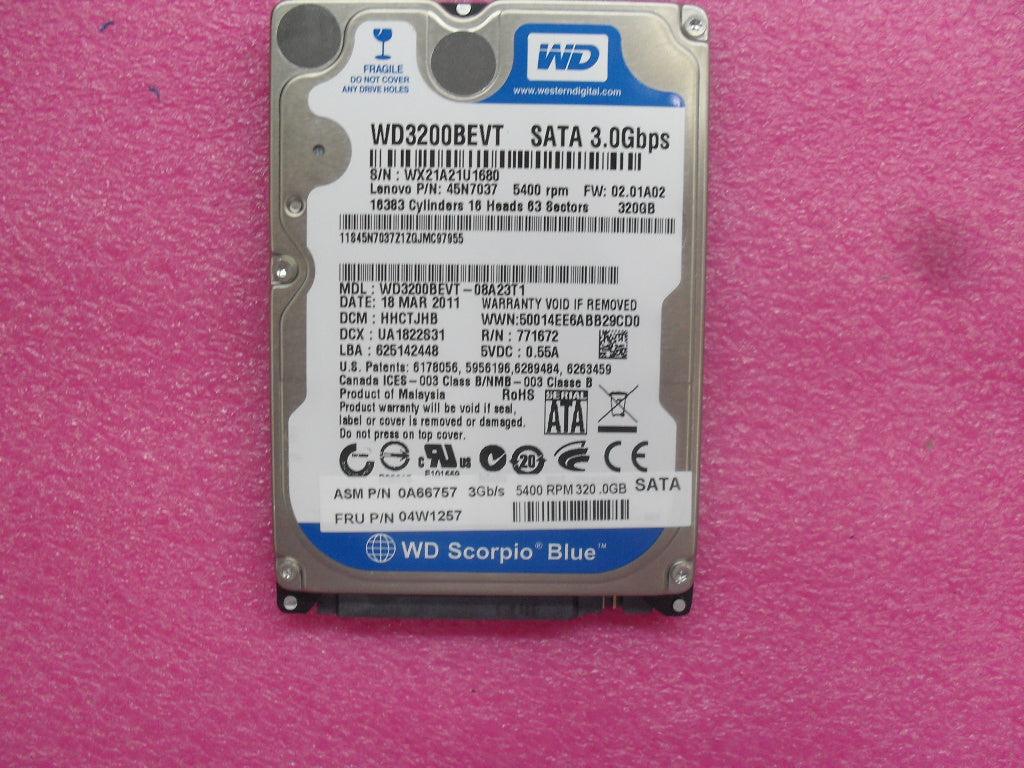 FRAGILE
DO NOT COVER
ANY DRIVE HOLES
WD
www.westerndigital.com
WD3200BEVT SATA 3.0Gbps
S/N : WX21A21U1680
Lenovo P/N: 45N7037 5400 rpm FW: 02.01A02
16383 Cylinders 16 Heads 63 Sectors 320GB
11S45N7037Z1ZGJMC97955
MDL : WD3200BEVT-08A23T1
DATE: 18 MAR 2011 WARRANTY VOID IF REMOVED
DCM : HHCTJHB WWN:50014EE6ABB29CD0
DCX : UA1822S31 R/N : 771672
LBA : 625142448 5VDC : 0.55A
U.S. Patents: 6178056, 5956196,6289484, 6263459
Canada ICES-003 Class B/NMB-003 Classe B
Product of Malaysia RoHS
Product warranty will be void if seal,
label or cover is removed or damaged.
Do not press on top cover.
SERIAL
ATA
c US 20 CE
ASM P/N 0A66757 3Gb/s 5400 RPM 320 .0GB SATA
FRU P/N 04W1257
WD Scorpio® Blue™